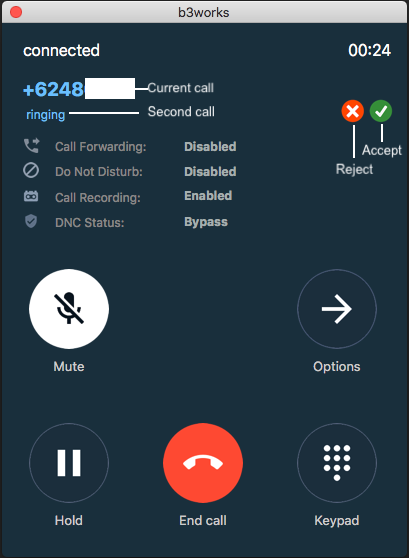 b3works
connected 00:24
+6248 Current call
ringing Second call
Call Forwarding: Disabled
Do Not Disturb: Disabled
Accept
Reject
Call Recording: Enabled
DNC Status: Bypass
Mute Options
Hold End call Keypad